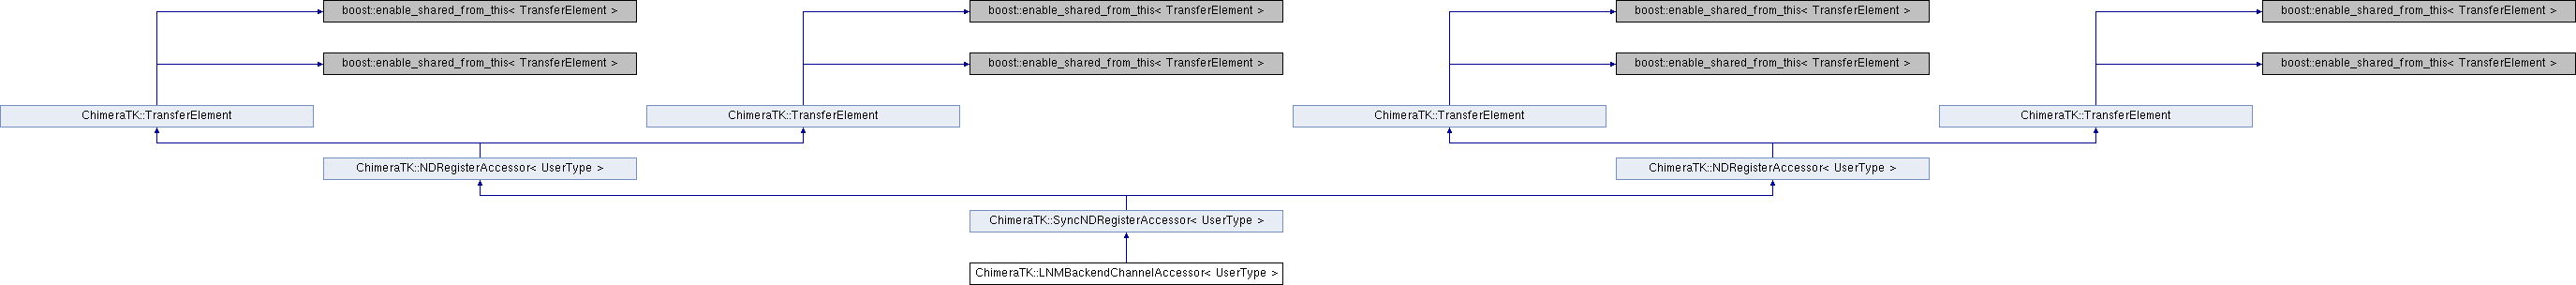 boost::enable_shared_from_this< TransferElement >
boost::enable_shared_from_this< TransferElement >
boost::enable_shared_from_this< TransferElement >
boost::enable_shared_from_this< TransferElement >
boost::enable_shared_from_this< TransferElement >
boost::enable_shared_from_this< TransferElement >
boost::enable_shared_from_this< TransferElement >
boost::enable_shared_from_this< TransferElement >
ChimeraTK::TransferElement
ChimeraTK::TransferElement
ChimeraTK::TransferElement
ChimeraTK::TransferElement
ChimeraTK::NDRegisterAccessor< UserType >
ChimeraTK::NDRegisterAccessor< UserType >
ChimeraTK::SyncNDRegisterAccessor< UserType >
ChimeraTK::LNMBackendChannelAccessor< UserType >